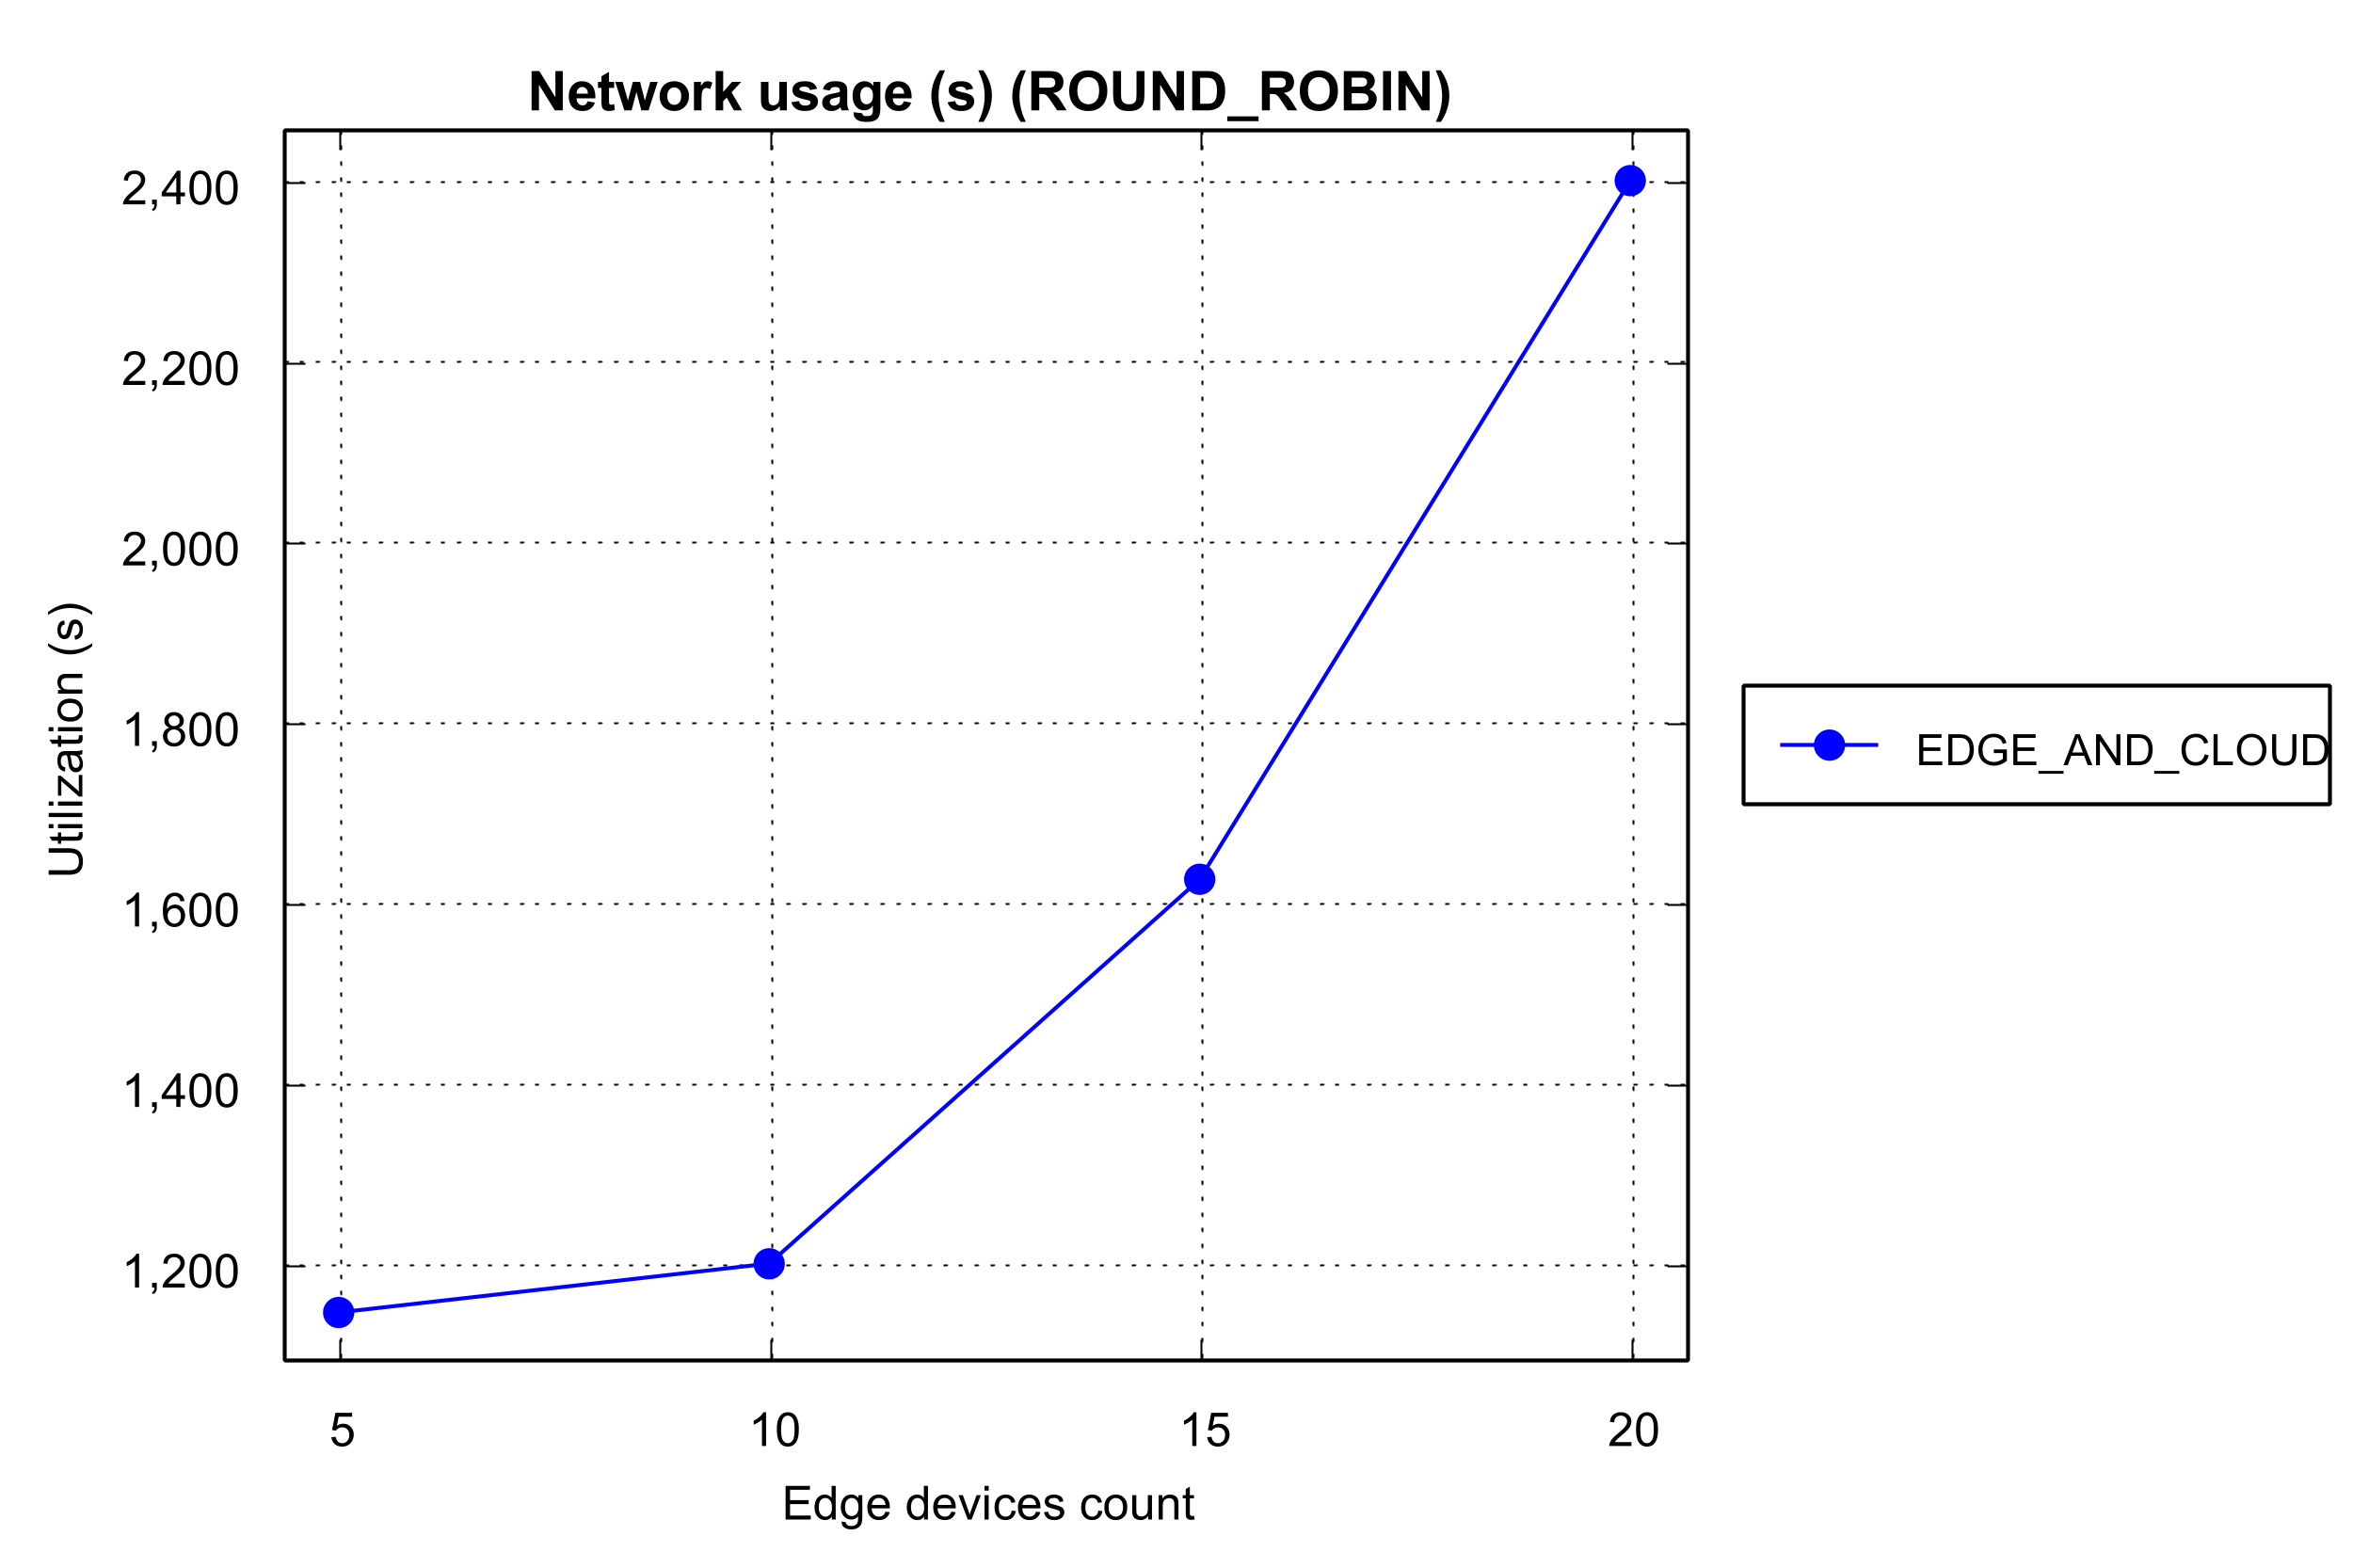 Network usage (s) (ROUND_ROBIN)
2,400
2,200
2,000
1,800
1,600
1,400
1,200
Utilization (s)
5 10 15 20
Edge devices count
EDGE_AND_CLOUD